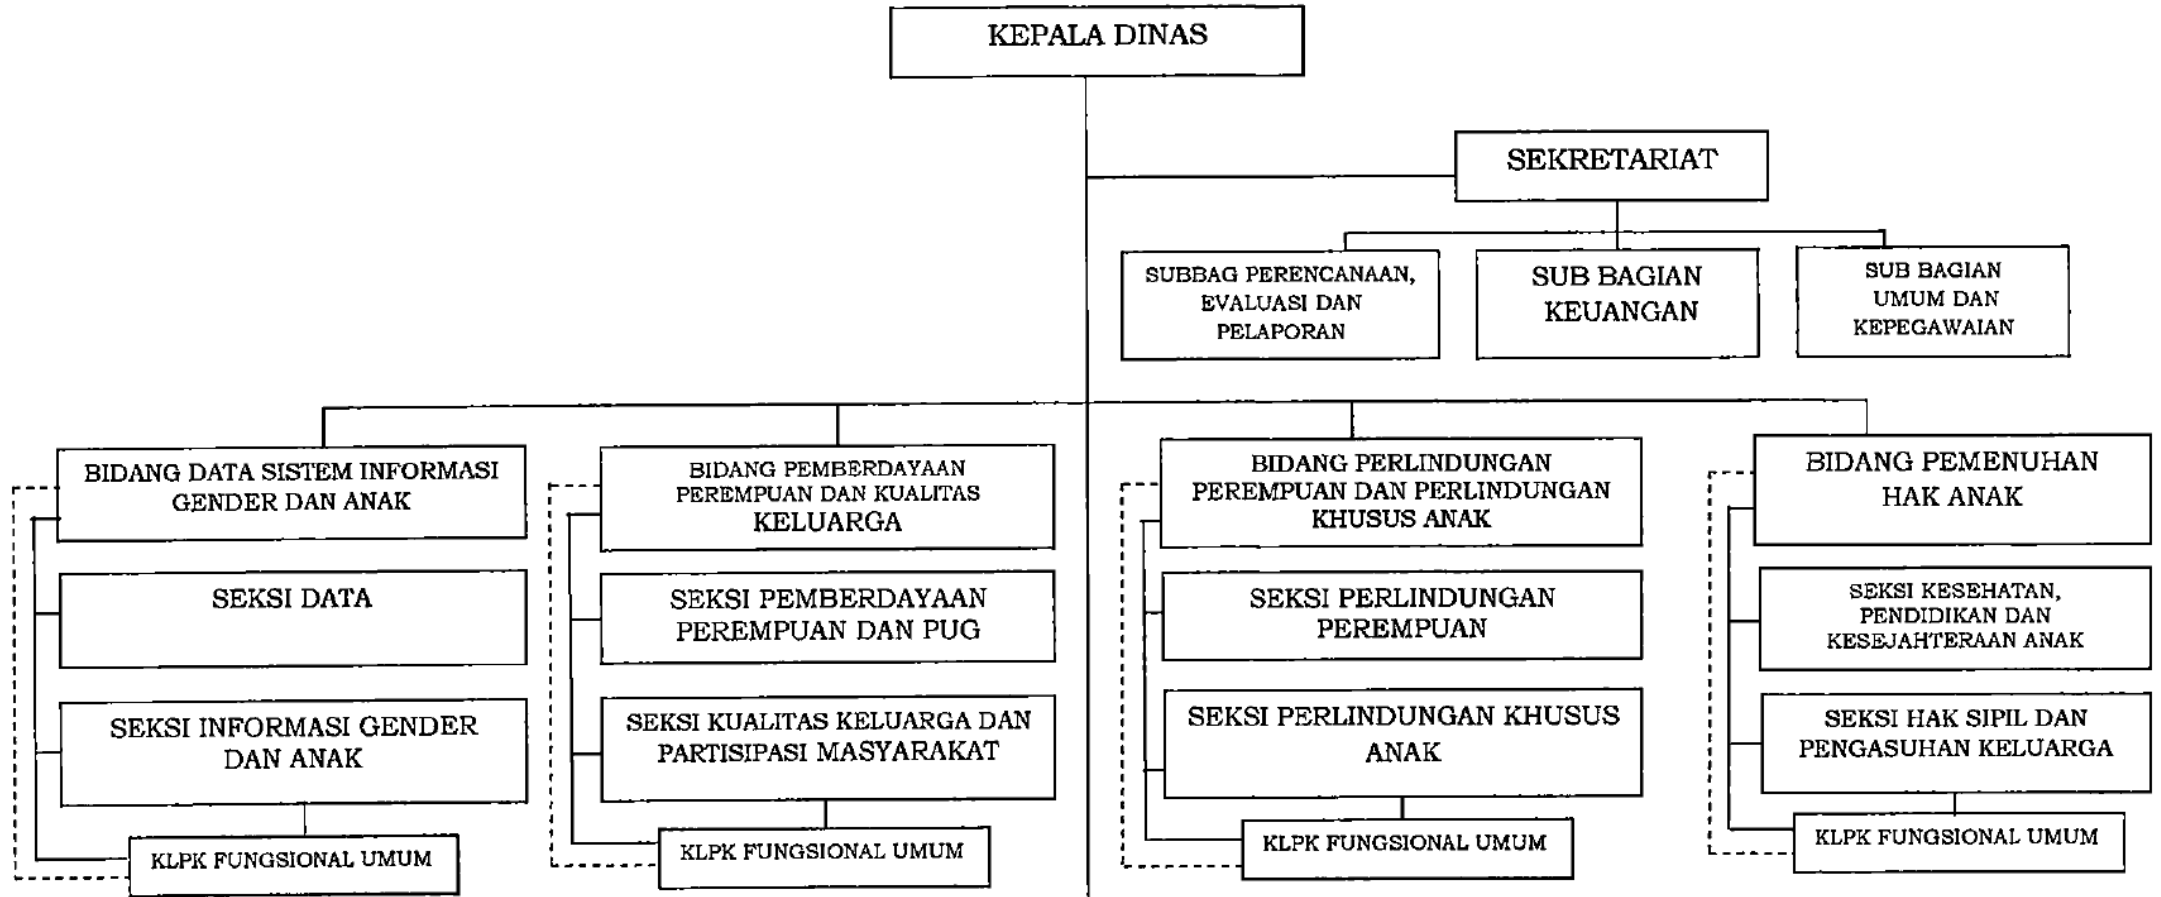 KEPALA DINAS
SEKRETARIAT
SUBBAG PERENCANAAN,
EVALUASI DAN
PELAPORAN
SUB BAGIAN
KEUANGAN
SUB BAGIAN
UMUM DAN
KEPEGAWAIAN
BIDANG DATA SISTEM INFORMASI
GENDER DAN ANAK
SEKSI DATA
SEKSI INFORMASI GENDER
DAN ANAK
KLPK FUNGSIONAL UMUM
BIDANG PEMBERDAYAAN
PEREMPUAN DAN KUALITAS
KELUARGA
SEKSI PEMBERDAYAAN
PEREMPUAN DAN PUG
SEKSI KUALITAS KELUARGA DAN
PARTISIPASI MASYARAKAT
KLPK FUNGSIONAL UMUM
BIDANG PERLINDUNGAN
PEREMPUAN DAN PERLINDUNGAN
KHUSUS ANAK
SEKSI PERLINDUNGAN
PEREMPUAN
SEKSI PERLINDUNGAN KHUSUS
ANAK
KLPK FUNGSIONAL UMUM
BIDANG PEMENUHAN
HAK ANAK
SEKSI KESEHATAN,
PENDIDIKAN DAN
KESEJAHTERAAN ANAK
SEKSI HAK SIPIL DAN
PENGASUHAN KELUARGA
KLPK FUNGSIONAL UMUM